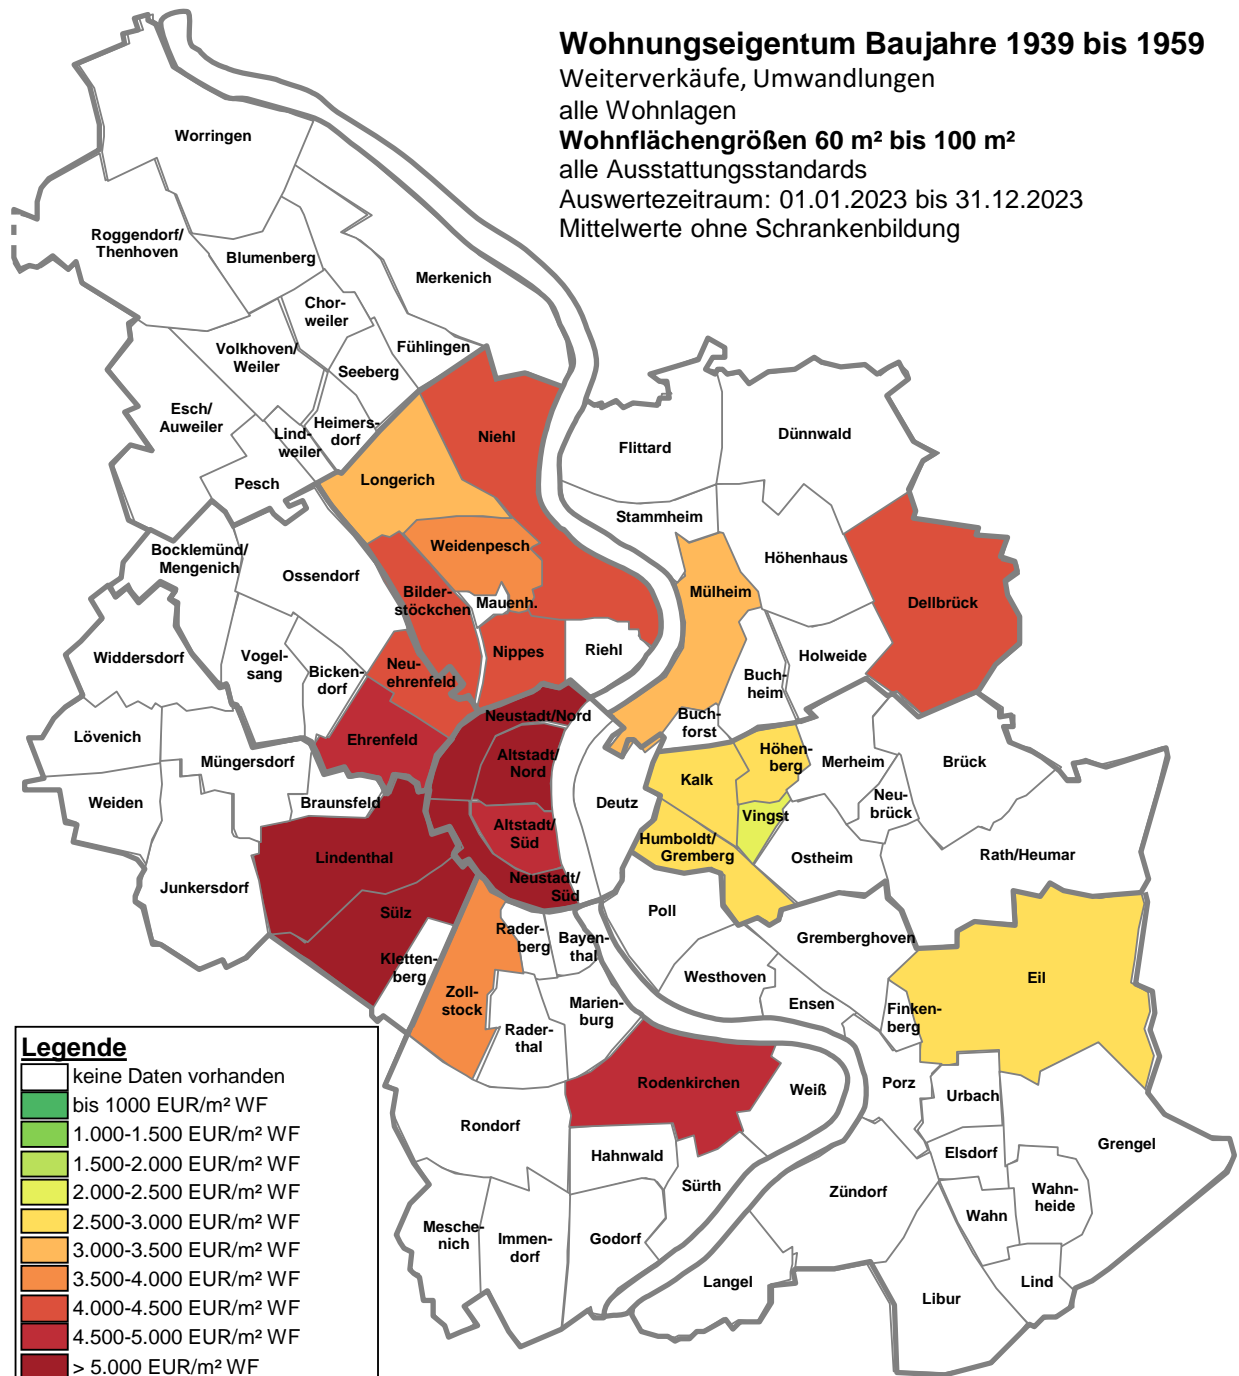 Wohnungseigentum Baujahre 1939 bis 1959
Weiterverkäufe, Umwandlungen
alle Wohnlagen
Wohnflächengrößen 60 m² bis 100 m²
alle Ausstattungsstandards
Auswertezeitraum: 01.01.2023 bis 31.12.2023
Mittelwerte ohne Schrankenbildung
Worringen
Roggendorf/
Thenhoven
Blumenberg
Merkenich
Chor-
weiler
Fühlingen
Volkhoven/
Weiler
Seeberg
Esch/
Auweiler
Lind-
weiler
Heimers-
dorf
Pesch
Niehl
Longerich
Flittard
Dünnwald
Stammheim
Höhenhaus
Bocklemünd/
Mengenich
Ossendorf
Weidenpesch
Bilder-
stöckchen
Mauenh.
Mülheim
Dellbrück
Widdersdorf
Vogel-
sang
Bicken-
dorf
Neu-
ehrenfeld
Nippes
Riehl
Buch-
heim
Holweide
Lövenich
Müngersdorf
Ehrenfeld
Neustadt/Nord
Buch-
forst
Altstadt/
Nord
Kalk
Höhen-
berg
Merheim
Brück
Weiden
Braunsfeld
Deutz
Neu-
brück
Vingst
Altstadt/
Süd
Humboldt/
Gremberg
Ostheim
Rath/Heumar
Lindenthal
Junkersdorf
Neustadt/
Süd
Sülz
Poll
Rader-
berg
Bayen-
thal
Gremberghoven
Kletten-
berg
Westhoven
Eil
Zoll-
stock
Marien-
burg
Ensen
Finken-
berg
Rader-
thal
Rodenkirchen
Weiß
Porz
Urbach
Rondorf
Hahnwald
Grengel
Elsdorf
Sürth
Zündorf
Wahn-
heide
Wahn
Mesche-
nich
Immen-
dorf
Godorf
Langel
Lind
Libur
Legende
keine Daten vorhanden
bis 1000 EUR/m² WF
1.000-1.500 EUR/m² WF
1.500-2.000 EUR/m² WF
2.000-2.500 EUR/m² WF
2.500-3.000 EUR/m² WF
3.000-3.500 EUR/m² WF
3.500-4.000 EUR/m² WF
4.000-4.500 EUR/m² WF
4.500-5.000 EUR/m² WF
> 5.000 EUR/m² WF